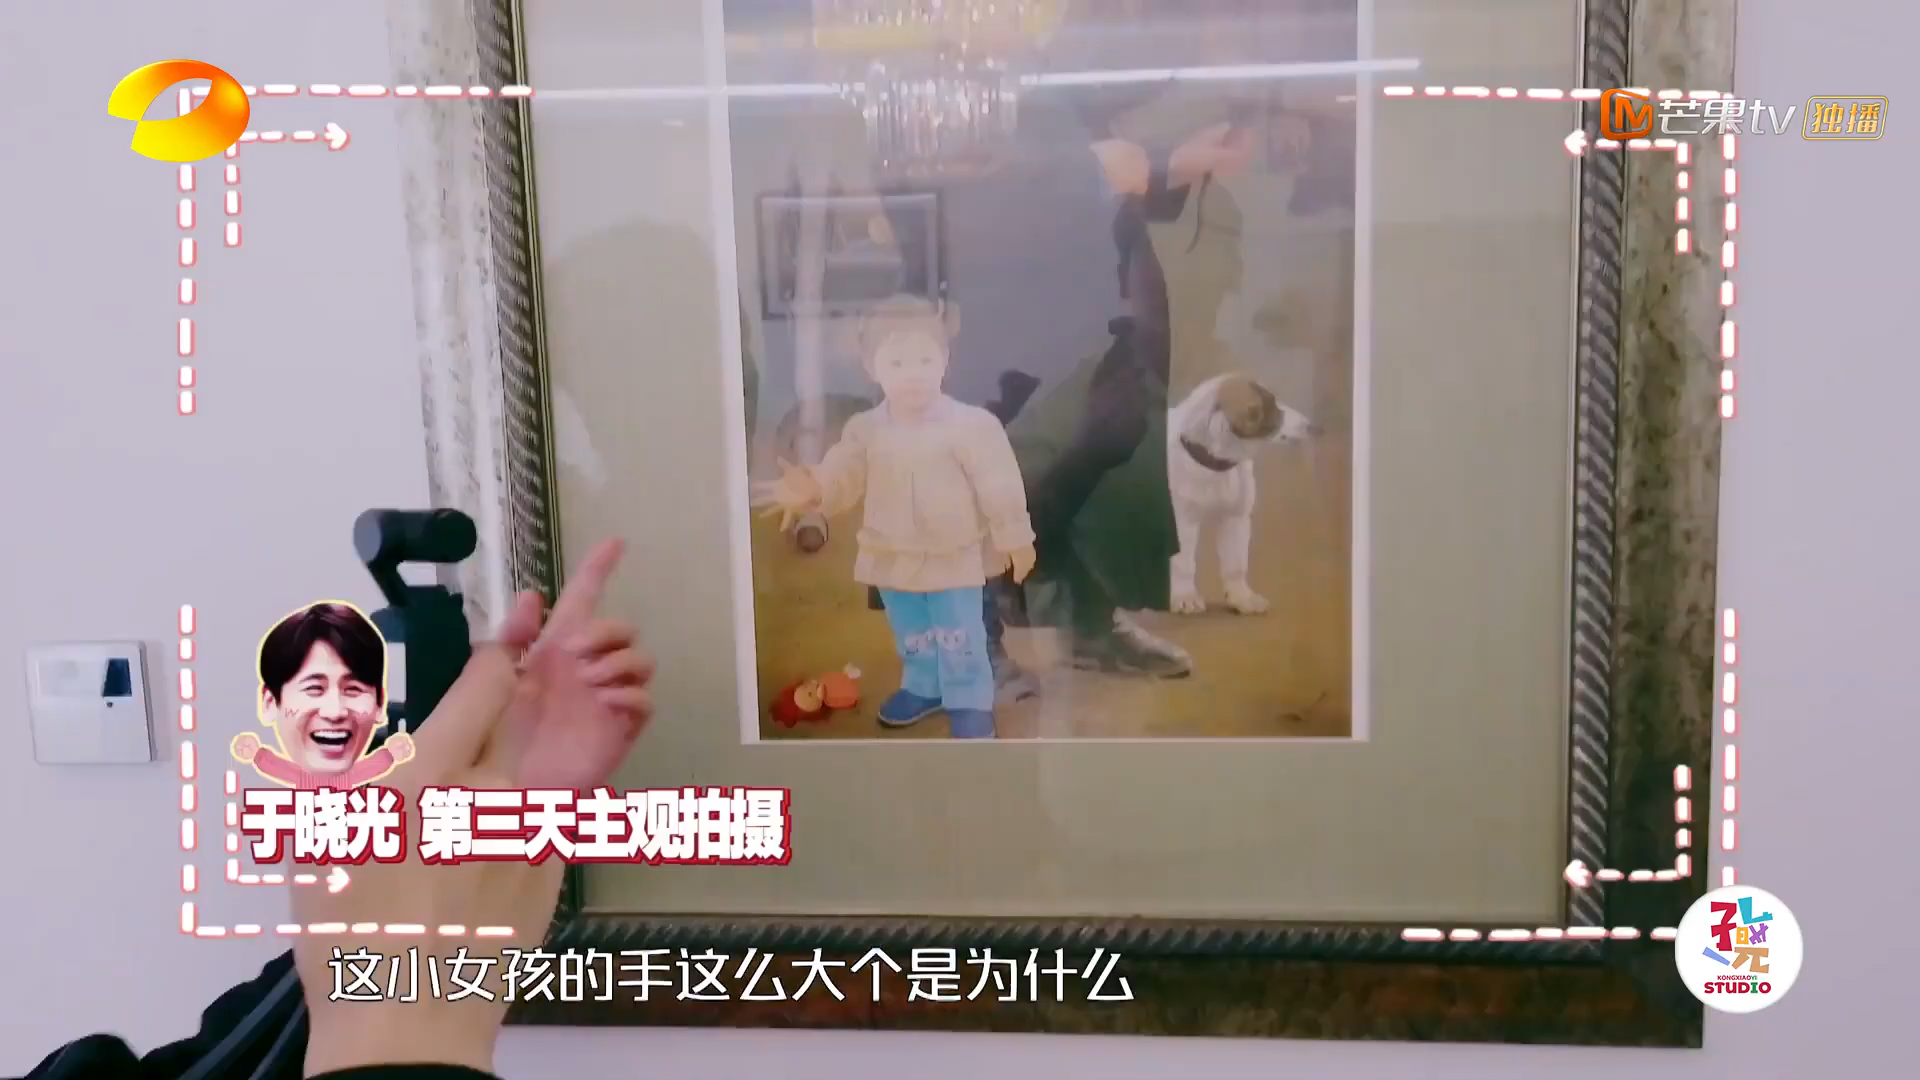 芒果tv 独播
于晓光 第三天主观拍摄
这小女孩的手这么大个是为什么
KONGXIAOYI
STUDIO